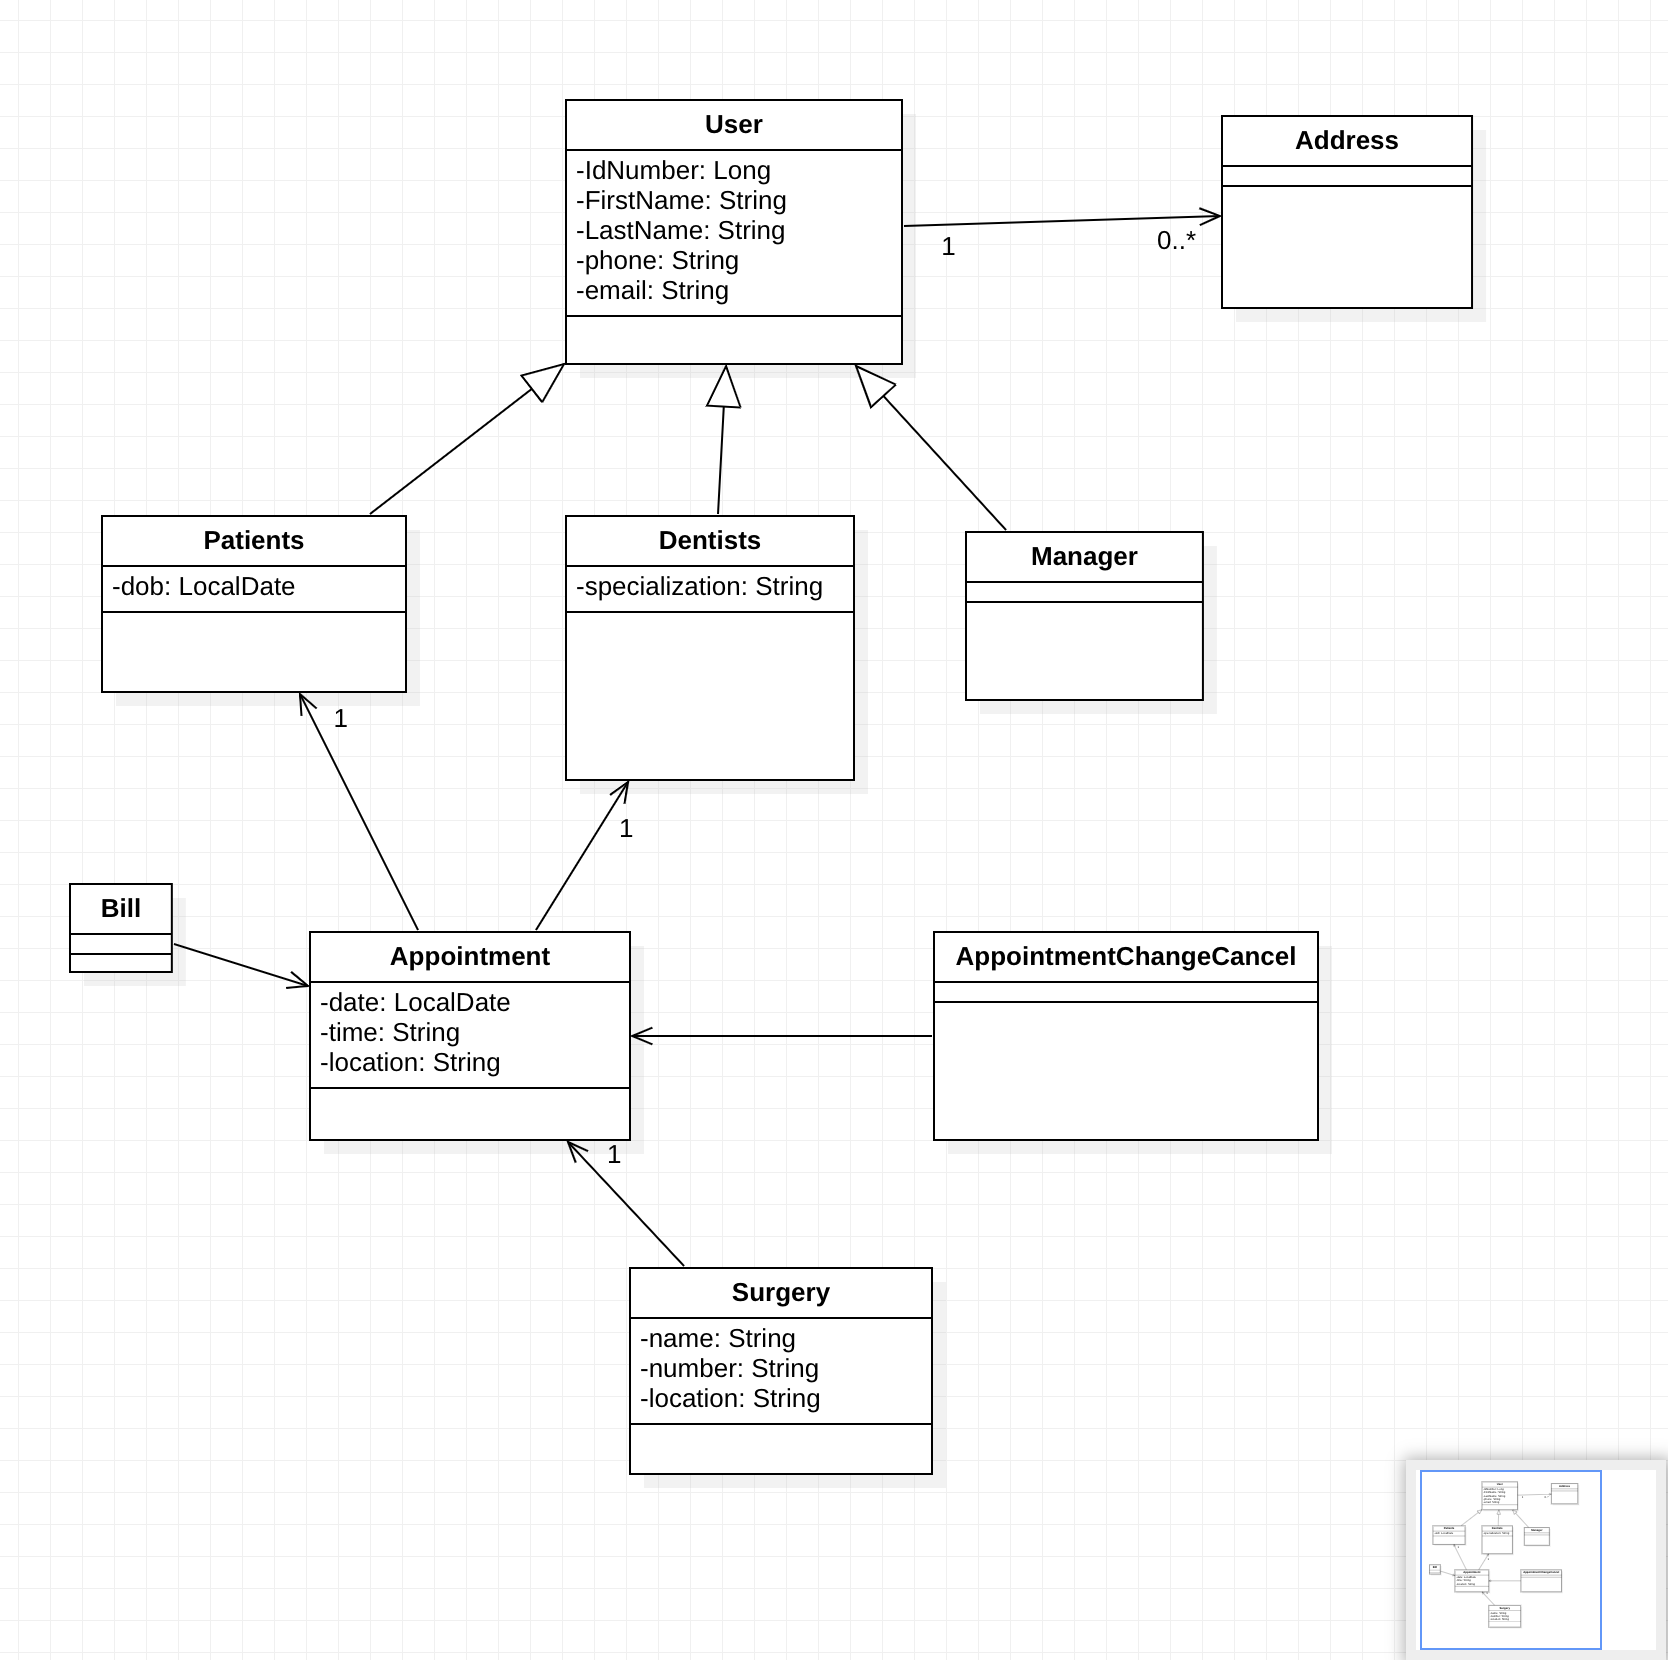 User
-IdNumber: Long
-FirstName: String
-LastName: String
-phone: String
-email: String
Address
1
0..*
Patients
-dob: LocalDate
Dentists
-specialization: String
Manager
1
1
Bill
Appointment
-date: LocalDate
-time: String
-location: String
AppointmentChangeCancel
1
Surgery
-name: String
-number: String
-location: String